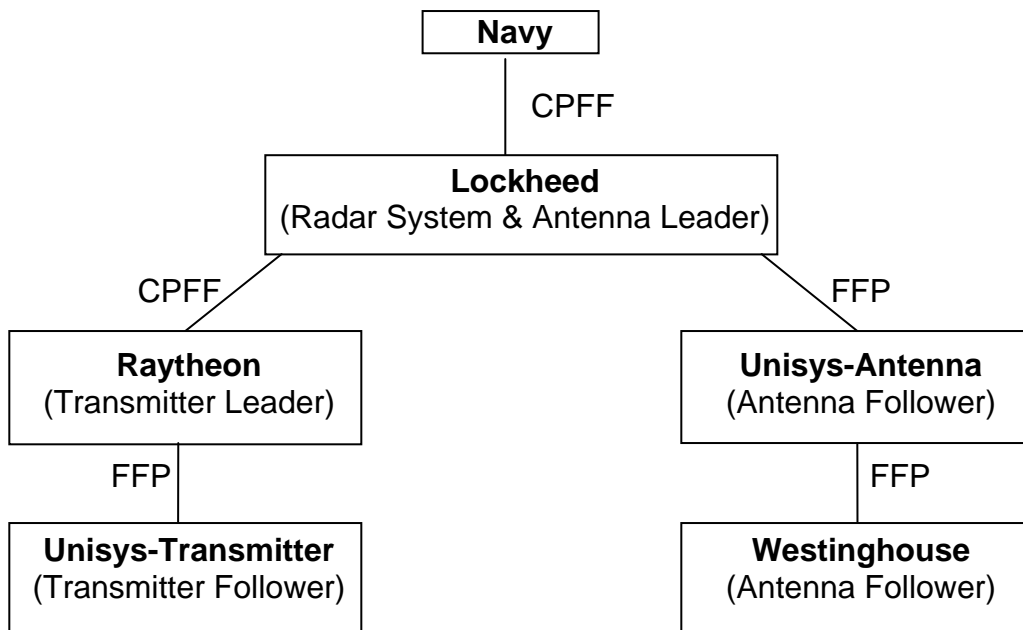 Navy
CPFF
Lockheed
(Radar System & Antenna Leader)
CPFF
FFP
Raytheon
(Transmitter Leader)
Unisys-Antenna
(Antenna Follower)
FFP
FFP
Unisys-Transmitter
(Transmitter Follower)
Westinghouse
(Antenna Follower)